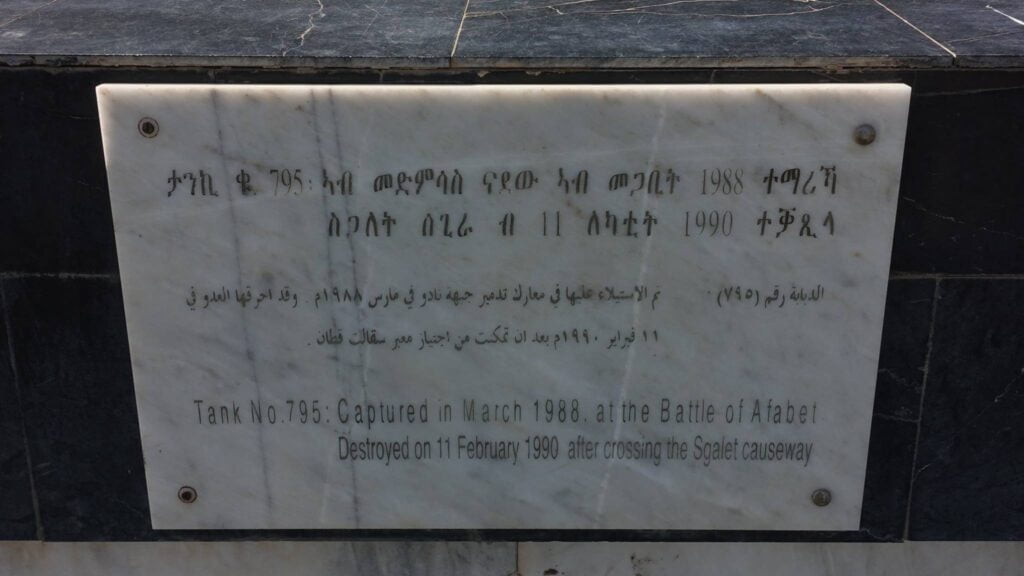 ታንኪ ቁ. 795: ኣብ መድምሳስ ናደው ኣብ መጋቢት 1988 ተማሪኻ
ስጋለት ሰጊራ ብ 11 ለካቲት 1990 ተቓጺላ
الدبابة رقم (٧٩٥) تم الاستيلاء عليها في معارك تدمير جبهة نادو في مارس ١٩٨٨م . وقد احرقها العدو في
١١ فبراير ١٩٩٠م بعد ان تمكنت من اجتياز معبر سقالت قطان .
Tank No.795: Captured in March 1988, at the Battle of Afabet
Destroyed on 11 February 1990 after crossing the Sgalet causeway